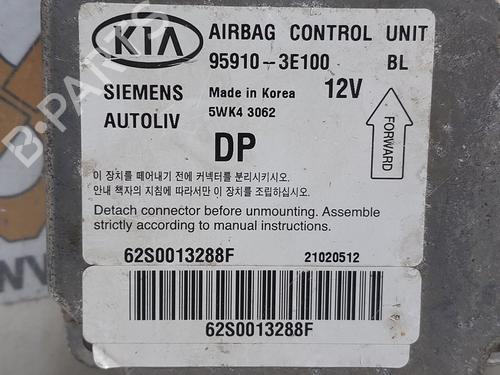 KIA AIRBAG CONTROL UNIT
95910-3E100 BL
SIEMENS Made in Korea 12V
AUTOLIV 5WK4 3062
DP
FORWARD
이 장치를 떼어내기 전에 커넥터를 분리시키시오.
안내 책자의 지침에 따라서만 이 장치를 조립하십시오.
Detach connector before unmounting. Assemble
strictly according to manual instructions.
62S0013288F 21020512
62S0013288F
B-PARTS